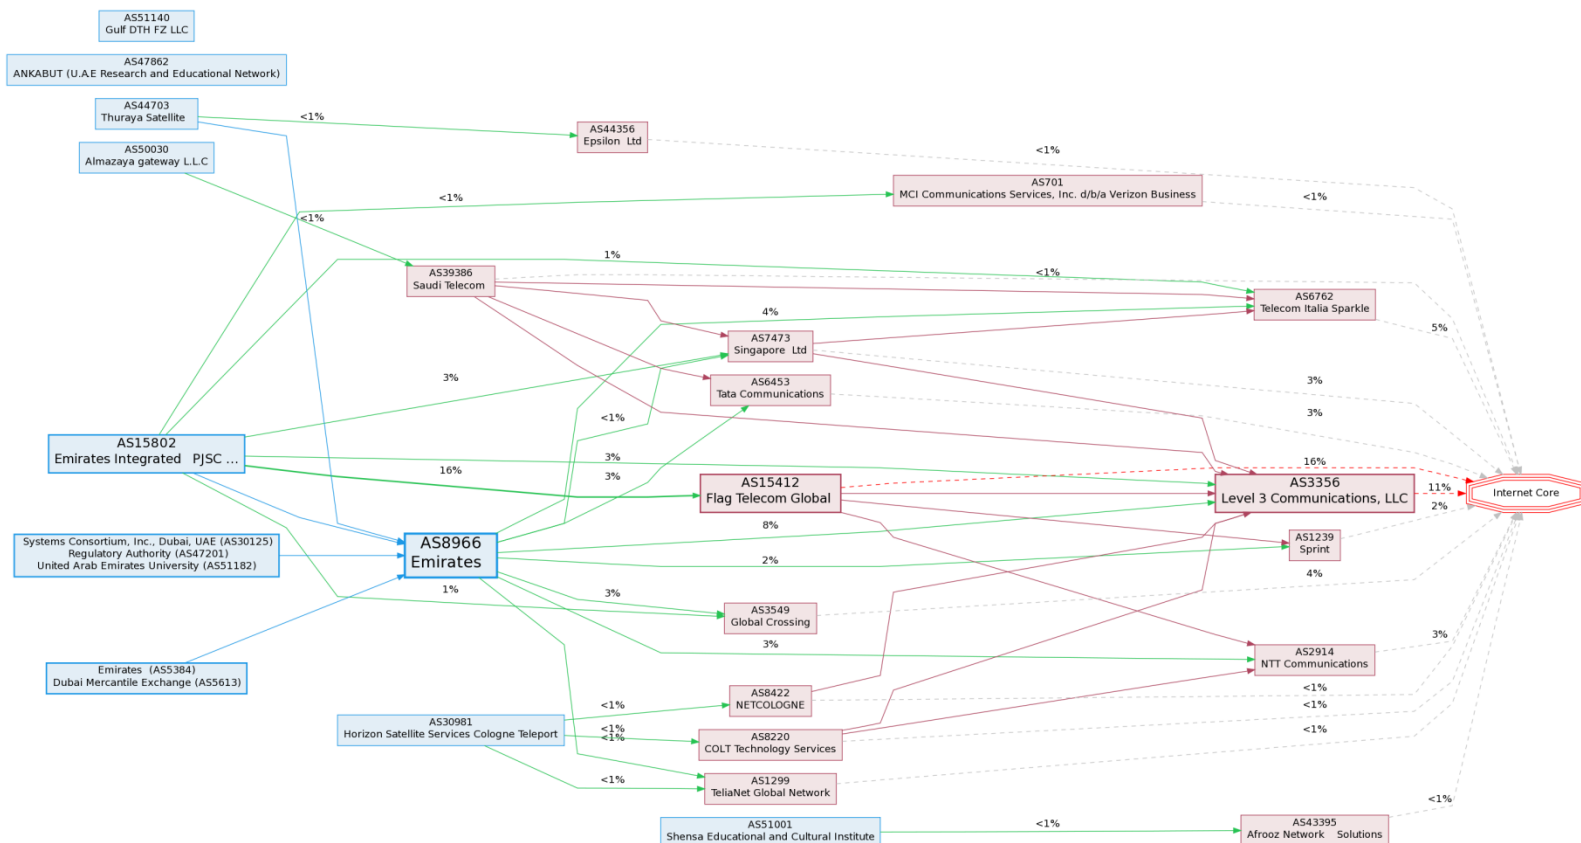 AS51140
Gulf DTH FZ LLC
AS47862
ANKABUT (U.A.E Research and Educational Network)
AS44703
Thuraya Satellite
<1%
AS44356
Epsilon Ltd
<1%
AS50030
Almazaya gateway L.L.C
<1%
AS701
MCI Communications Services, Inc. d/b/a Verizon Business
<1%
<1%
1%
AS39386
Saudi Telecom
<1%
AS6762
Telecom Italia Sparkle
5%
4%
AS7473
Singapore Ltd
3%
3%
AS6453
Tata Communications
3%
<1%
AS15802
Emirates Integrated PJSC ...
3%
16%
3%
AS15412
Flag Telecom Global
16%
AS3356
Level 3 Communications, LLC
11%
Internet Core
2%
8%
AS1239
Sprint
Systems Consortium, Inc., Dubai, UAE (AS30125)
Regulatory Authority (AS47201)
United Arab Emirates University (AS51182)
AS8966
Emirates
2%
4%
1%
3%
AS3549
Global Crossing
3%
AS2914
NTT Communications
3%
Emirates (AS5384)
Dubai Mercantile Exchange (AS5613)
AS8422
NETCOLOGNE
<1%
<1%
AS30981
Horizon Satellite Services Cologne Teleport
<1%
<1%
AS8220
COLT Technology Services
<1%
<1%
<1%
AS1299
TeliaNet Global Network
AS51001
Shensa Educational and Cultural Institute
<1%
AS43395
Afrooz Network Solutions
<1%